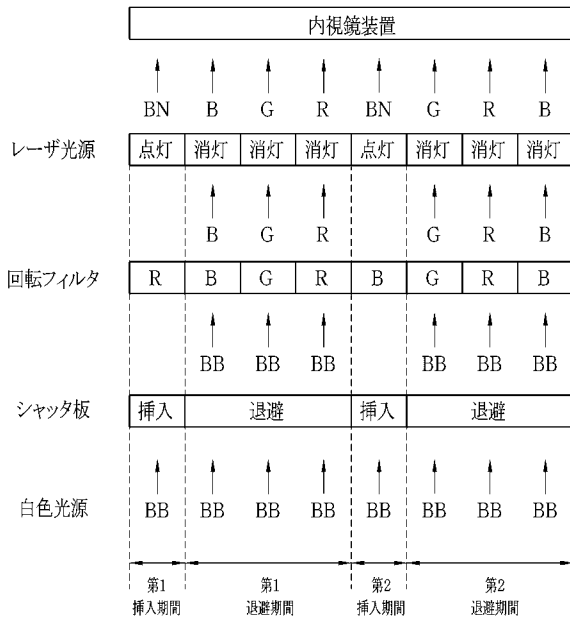 内視鏡装置
BN B G R BN G R B
レーザ光源 点灯 消灯 消灯 消灯 点灯 消灯 消灯 消灯
B G R G R B
回転フィルタ R B G R B G R B
BB BB BB BB BB BB
シャッタ板 挿入 退避 挿入 退避
白色光源 BB BB BB BB BB BB BB BB
第1 第1 第2 第2
挿入期間 退避期間 挿入期間 退避期間